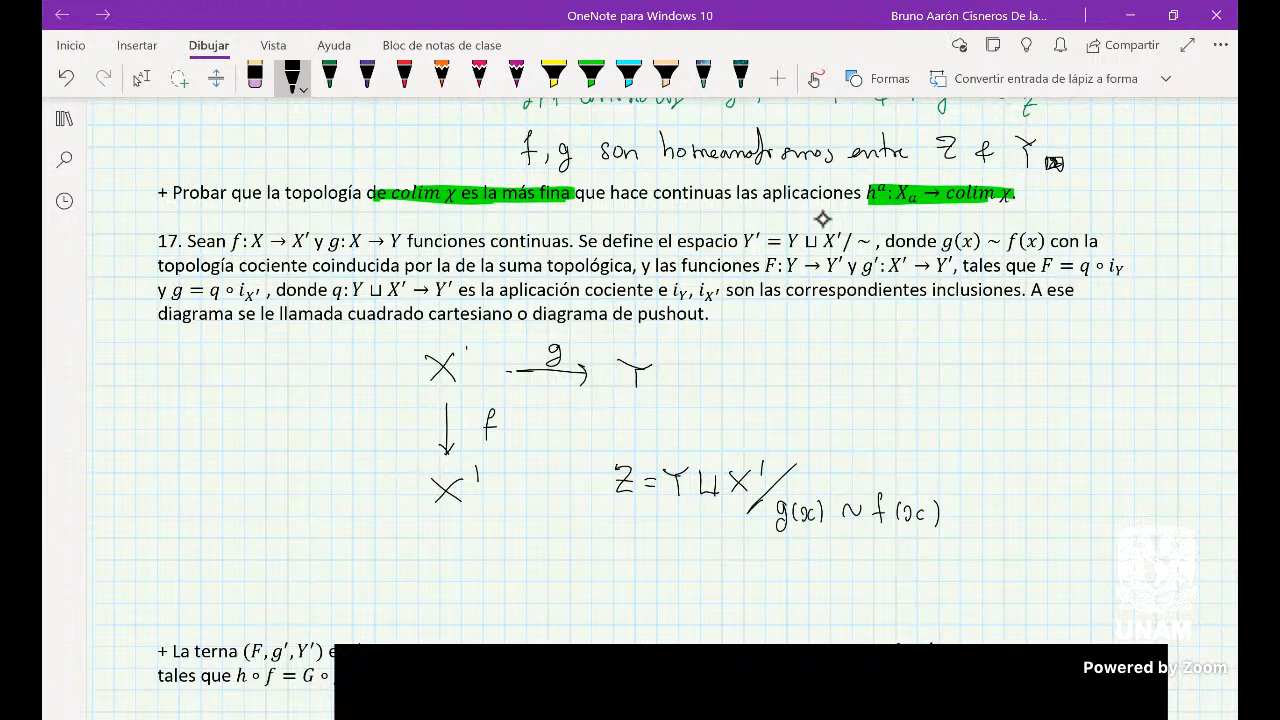 OneNote para Windows 10
Bruno Aarón Cisneros De la...
Inicio Insertar Dibujar Vista Ayuda Bloc de notas de clase
Compartir
Formas Convertir entrada de lápiz a forma
f, g son homeomorfismos entre Z & Y
+ Probar que la topología de colim χ es la más fina que hace continuas las aplicaciones hᵃ: Xₐ → colim χ.
17. Sean f: X → X′ y g: X → Y funciones continuas. Se define el espacio Y′ = Y ⊔ X′/ ~ , donde g(x) ~ f(x) con la
topología cociente coinducida por la de la suma topológica, y las funciones F: Y → Y′ y g′: X′ → Y′, tales que F = q ∘ i_Y
y g = q ∘ i_X′ , donde q: Y ⊔ X′ → Y′ es la aplicación cociente e i_Y, i_X′ son las correspondientes inclusiones. A ese
diagrama se le llamada cuadrado cartesiano o diagrama de pushout.
X g → Y
↓ f
X' Z = Y ⊔ X' / g(x) ~ f(x)
UNAM
+ La terna (F, g′, Y′)
tales que h ∘ f = G ∘
Powered by Zoom